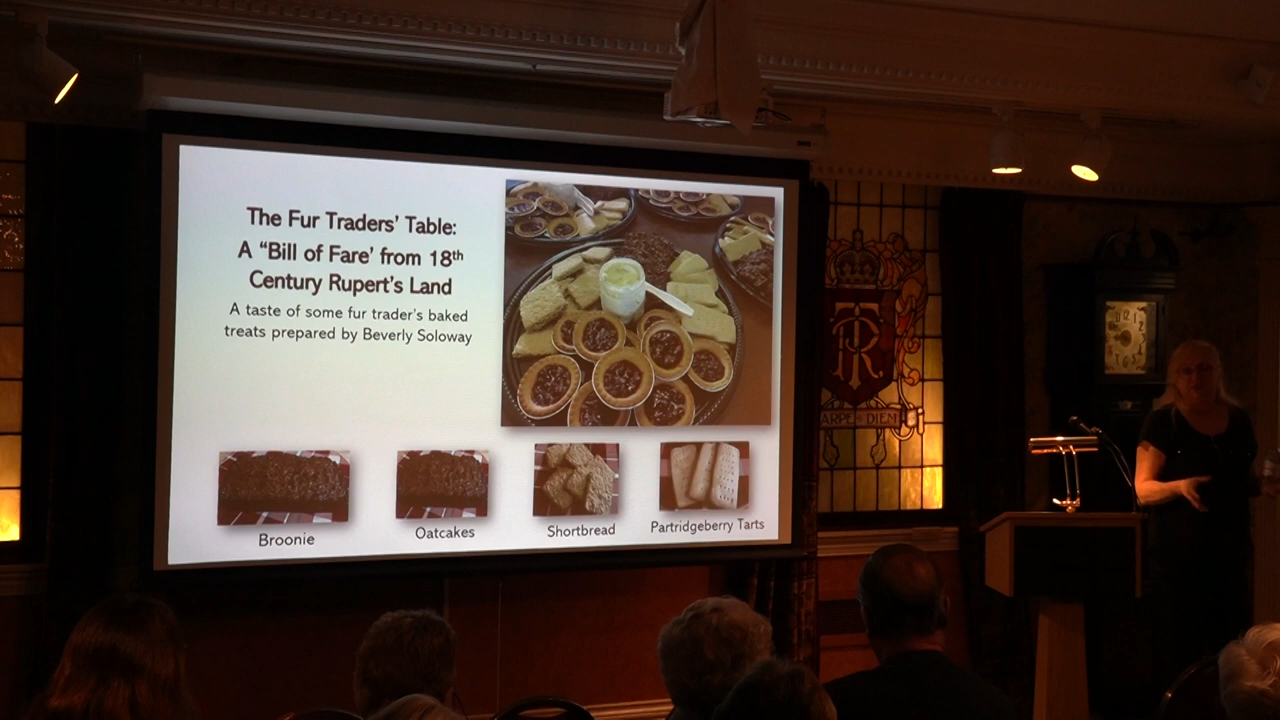 The Fur Traders' Table:
A "Bill of Fare' from 18th
Century Rupert's Land
A taste of some fur trader's baked
treats prepared by Beverly Soloway
Broonie
Oatcakes
Shortbread
Partridgeberry Tarts
ARPE DIEM